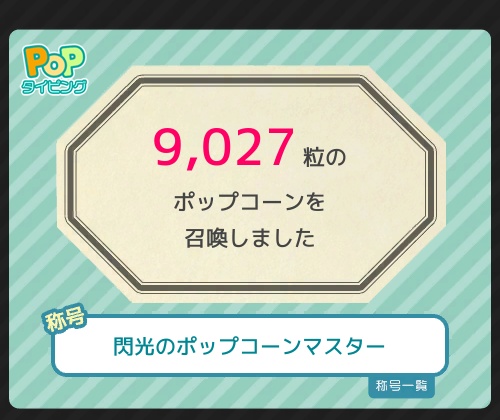 POP
タイピング
9,027 粒の
ポップコーンを
召喚しました
称号
閃光のポップコーンマスター
称号一覧